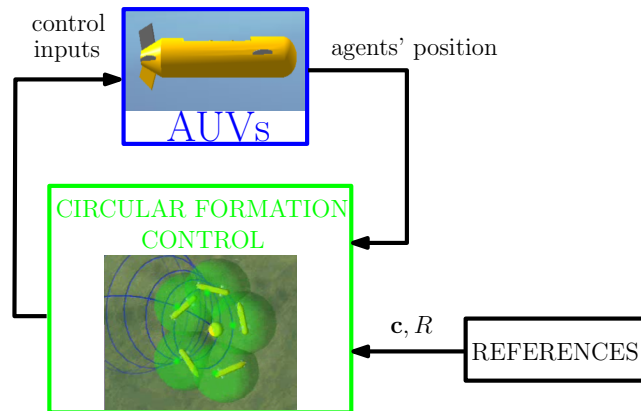 control
inputs
agents' position
AUVs
CIRCULAR FORMATION
CONTROL
c, R
REFERENCES